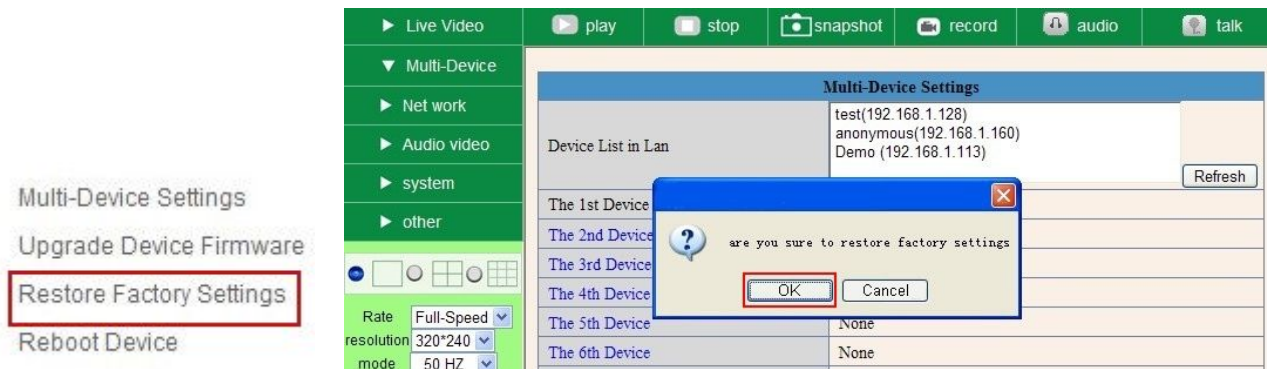 Multi-Device Settings
Upgrade Device Firmware
Restore Factory Settings
Reboot Device
Live Video
play
stop
snapshot
record
audio
talk
Multi-Device
Net work
Audio video
system
other
Rate
Full-Speed
resolution
320*240
mode
50 HZ
Multi-Device Settings
Device List in Lan
test(192.168.1.128)
anonymous(192.168.1.160)
Demo (192.168.1.113)
Refresh
The 1st Device
The 2nd Device
The 3rd Device
The 4th Device
The 5th Device
None
The 6th Device
None
are you sure to restore factory settings
OK
Cancel